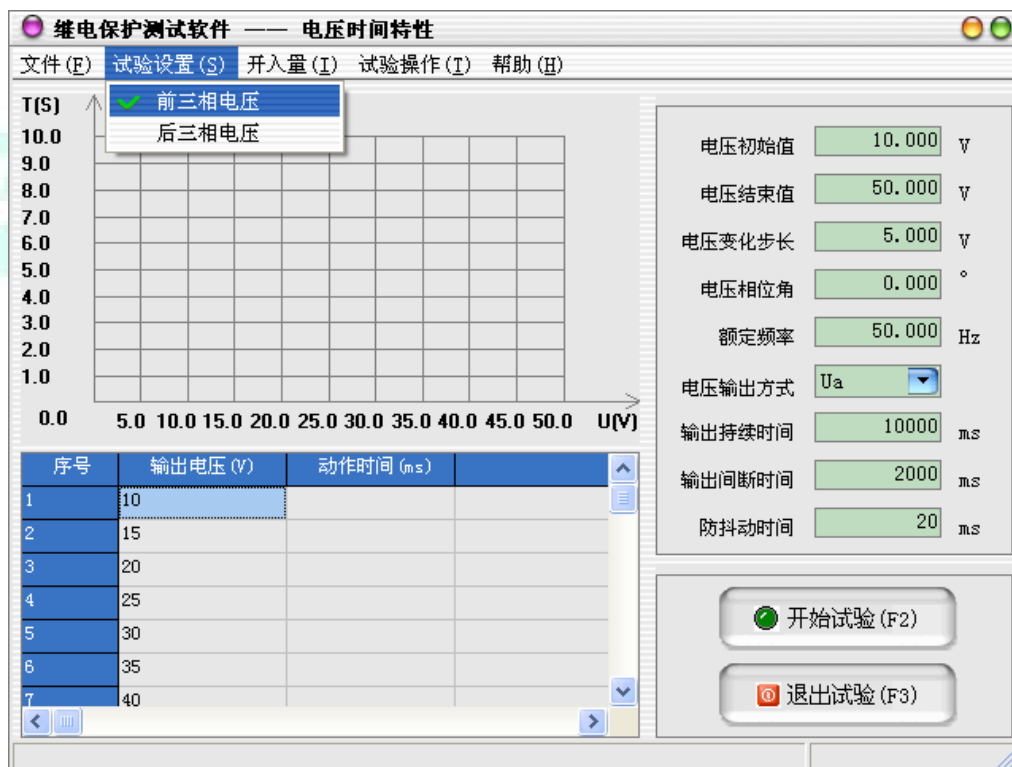 继电保护测试软件 —— 电压时间特性
文件(F) 试验设置(S) 开入量(I) 试验操作(T) 帮助(H)
前三相电压
后三相电压
T(S)
10.0
9.0
8.0
7.0
6.0
5.0
4.0
3.0
2.0
1.0
0.0 5.0 10.0 15.0 20.0 25.0 30.0 35.0 40.0 45.0 50.0 U(V)
序号 输出电压(V) 动作时间(ms)
1 10
2 15
3 20
4 25
5 30
6 35
7 40
电压初始值 10.000 V
电压结束值 50.000 V
电压变化步长 5.000 V
电压相位角 0.000 °
额定频率 50.000 Hz
电压输出方式 Ua
输出持续时间 10000 ms
输出间断时间 2000 ms
防抖动时间 20 ms
开始试验(F2)
退出试验(F3)